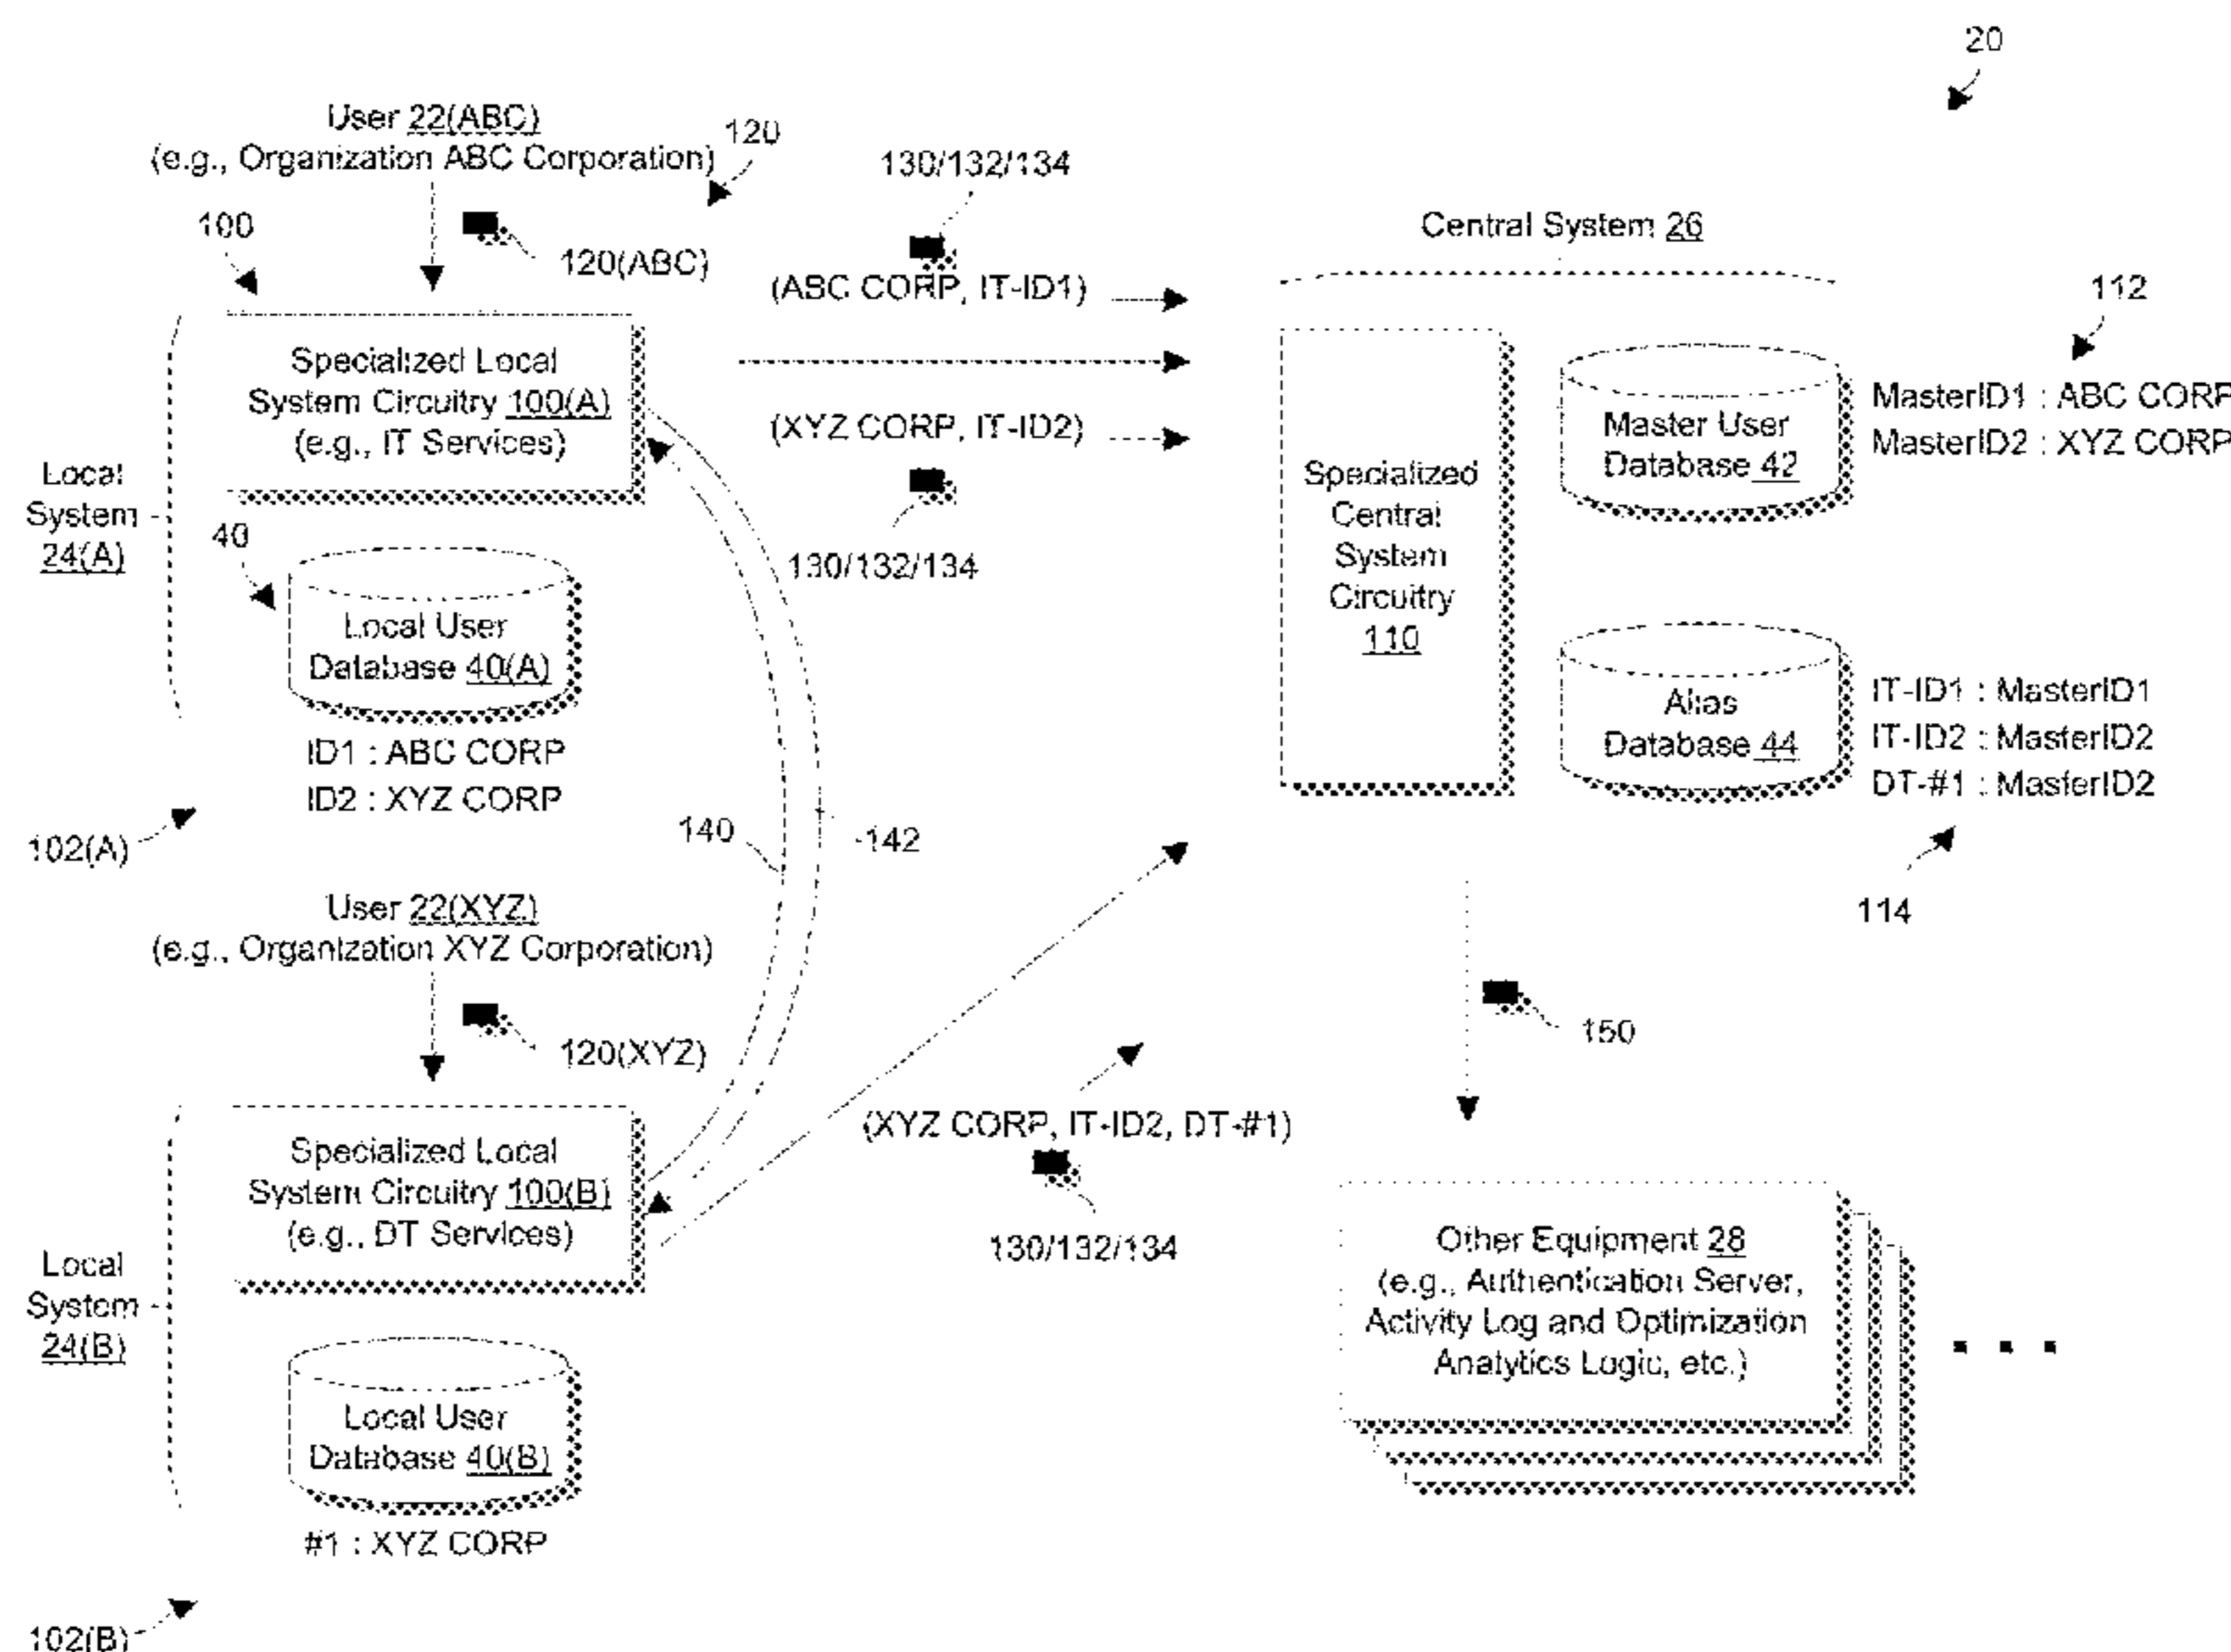 20
User 22(ABC)
(e.g., Organization ABC Corporation)
120
120(ABC)
100
Specialized Local
System Circuitry 100(A)
(e.g., IT Services)
Local
System
24(A)
40
Local User
Database 40(A)
ID1 : ABC CORP
ID2 : XYZ CORP
102(A)
130/132/134
(ABC CORP, IT-ID1)
(XYZ CORP, IT-ID2)
130/132/134
Central System 26
Specialized
Central
System
Circuitry
110
Master User
Database 42
112
MasterID1 : ABC CORP
MasterID2 : XYZ CORP
Alias
Database 44
IT-ID1 : MasterID1
IT-ID2 : MasterID2
DT-#1 : MasterID2
114
140
142
User 22(XYZ)
(e.g., Organization XYZ Corporation)
120(XYZ)
Specialized Local
System Circuitry 100(B)
(e.g., DT Services)
Local
System
24(B)
Local User
Database 40(B)
#1 : XYZ CORP
102(B)
(XYZ CORP, IT-ID2, DT-#1)
130/132/134
150
Other Equipment 28
(e.g., Authentication Server,
Activity Log and Optimization
Analytics Logic, etc.)